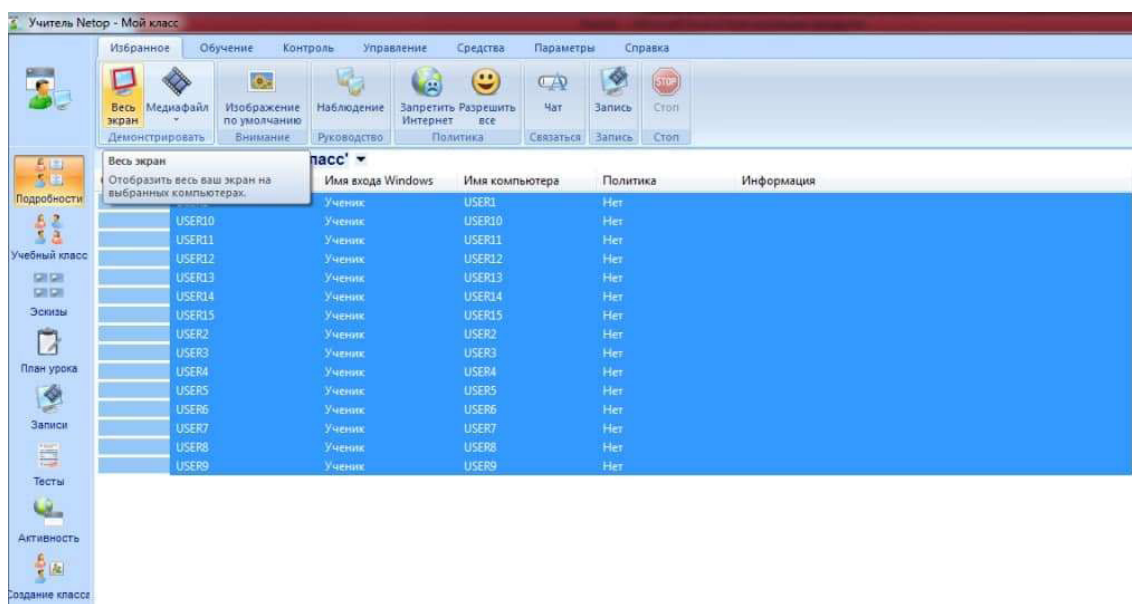 Учитель Netop - Мой класс
Избранное Обучение Контроль Управление Средства Параметры Справка
Весь экран Медиафайл Изображение по умолчанию Наблюдение Запретить Интернет Разрешить все Чат Запись Стоп
Демонстрировать Внимание Руководство Политика Связаться Запись Стоп
Весь экран
Отобразить весь ваш экран на
выбранных компьютерах.
ласс'
Имя входа Windows Имя компьютера Политика Информация
Ученик USER1 Нет
USER10 Ученик USER10 Нет
USER11 Ученик USER11 Нет
USER12 Ученик USER12 Нет
USER13 Ученик USER13 Нет
USER14 Ученик USER14 Нет
USER15 Ученик USER15 Нет
USER2 Ученик USER2 Нет
USER3 Ученик USER3 Нет
USER4 Ученик USER4 Нет
USER5 Ученик USER5 Нет
USER6 Ученик USER6 Нет
USER7 Ученик USER7 Нет
USER8 Ученик USER8 Нет
USER9 Ученик USER9 Нет
Подробности
Учебный класс
Эскизы
План урока
Записи
Тесты
Активность
Создание класса